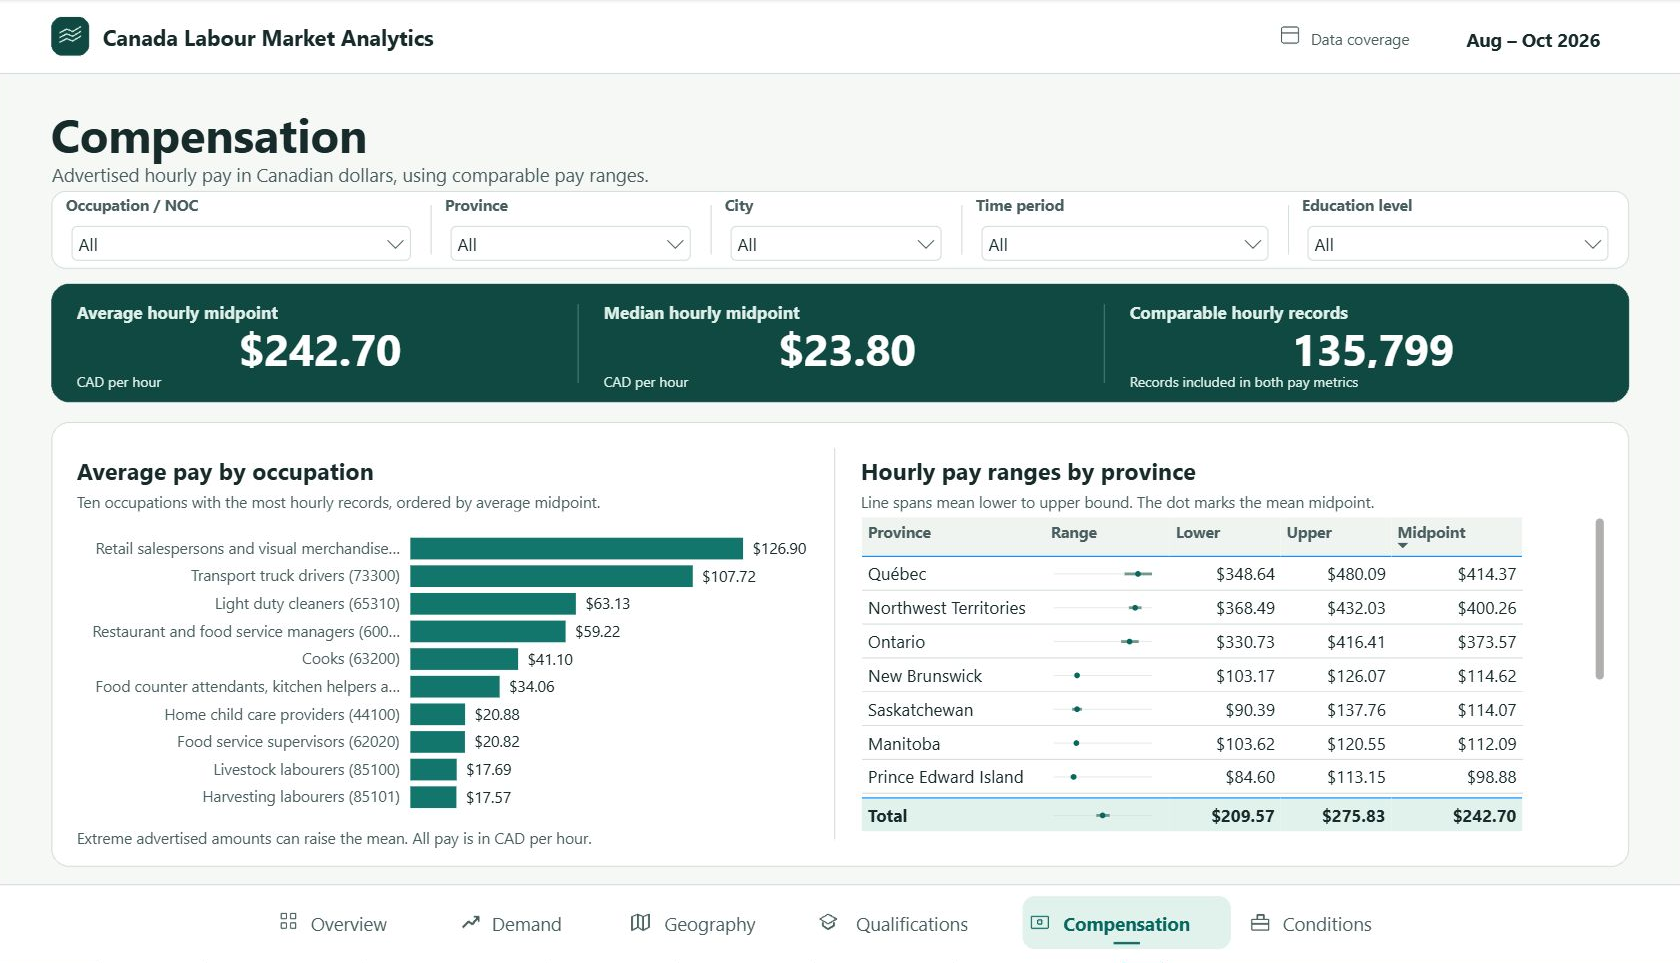 Canada Labour Market Analytics
Data coverage
Aug – Oct 2026
Compensation
Advertised hourly pay in Canadian dollars, using comparable pay ranges.
Occupation / NOC
Province
City
Time period
Education level
All
All
All
All
All
Average hourly midpoint
$242.70
CAD per hour
Median hourly midpoint
$23.80
CAD per hour
Comparable hourly records
135,799
Records included in both pay metrics
Average pay by occupation
Ten occupations with the most hourly records, ordered by average midpoint.
Retail salespersons and visual merchandise... $126.90
Transport truck drivers (73300) $107.72
Light duty cleaners (65310) $63.13
Restaurant and food service managers (600... $59.22
Cooks (63200) $41.10
Food counter attendants, kitchen helpers a... $34.06
Home child care providers (44100) $20.88
Food service supervisors (62020) $20.82
Livestock labourers (85100) $17.69
Harvesting labourers (85101) $17.57
Extreme advertised amounts can raise the mean. All pay is in CAD per hour.
Hourly pay ranges by province
Line spans mean lower to upper bound. The dot marks the mean midpoint.
Province Range Lower Upper Midpoint
Québec $348.64 $480.09 $414.37
Northwest Territories $368.49 $432.03 $400.26
Ontario $330.73 $416.41 $373.57
New Brunswick $103.17 $126.07 $114.62
Saskatchewan $90.39 $137.76 $114.07
Manitoba $103.62 $120.55 $112.09
Prince Edward Island $84.60 $113.15 $98.88
Total $209.57 $275.83 $242.70
Overview
Demand
Geography
Qualifications
Compensation
Conditions